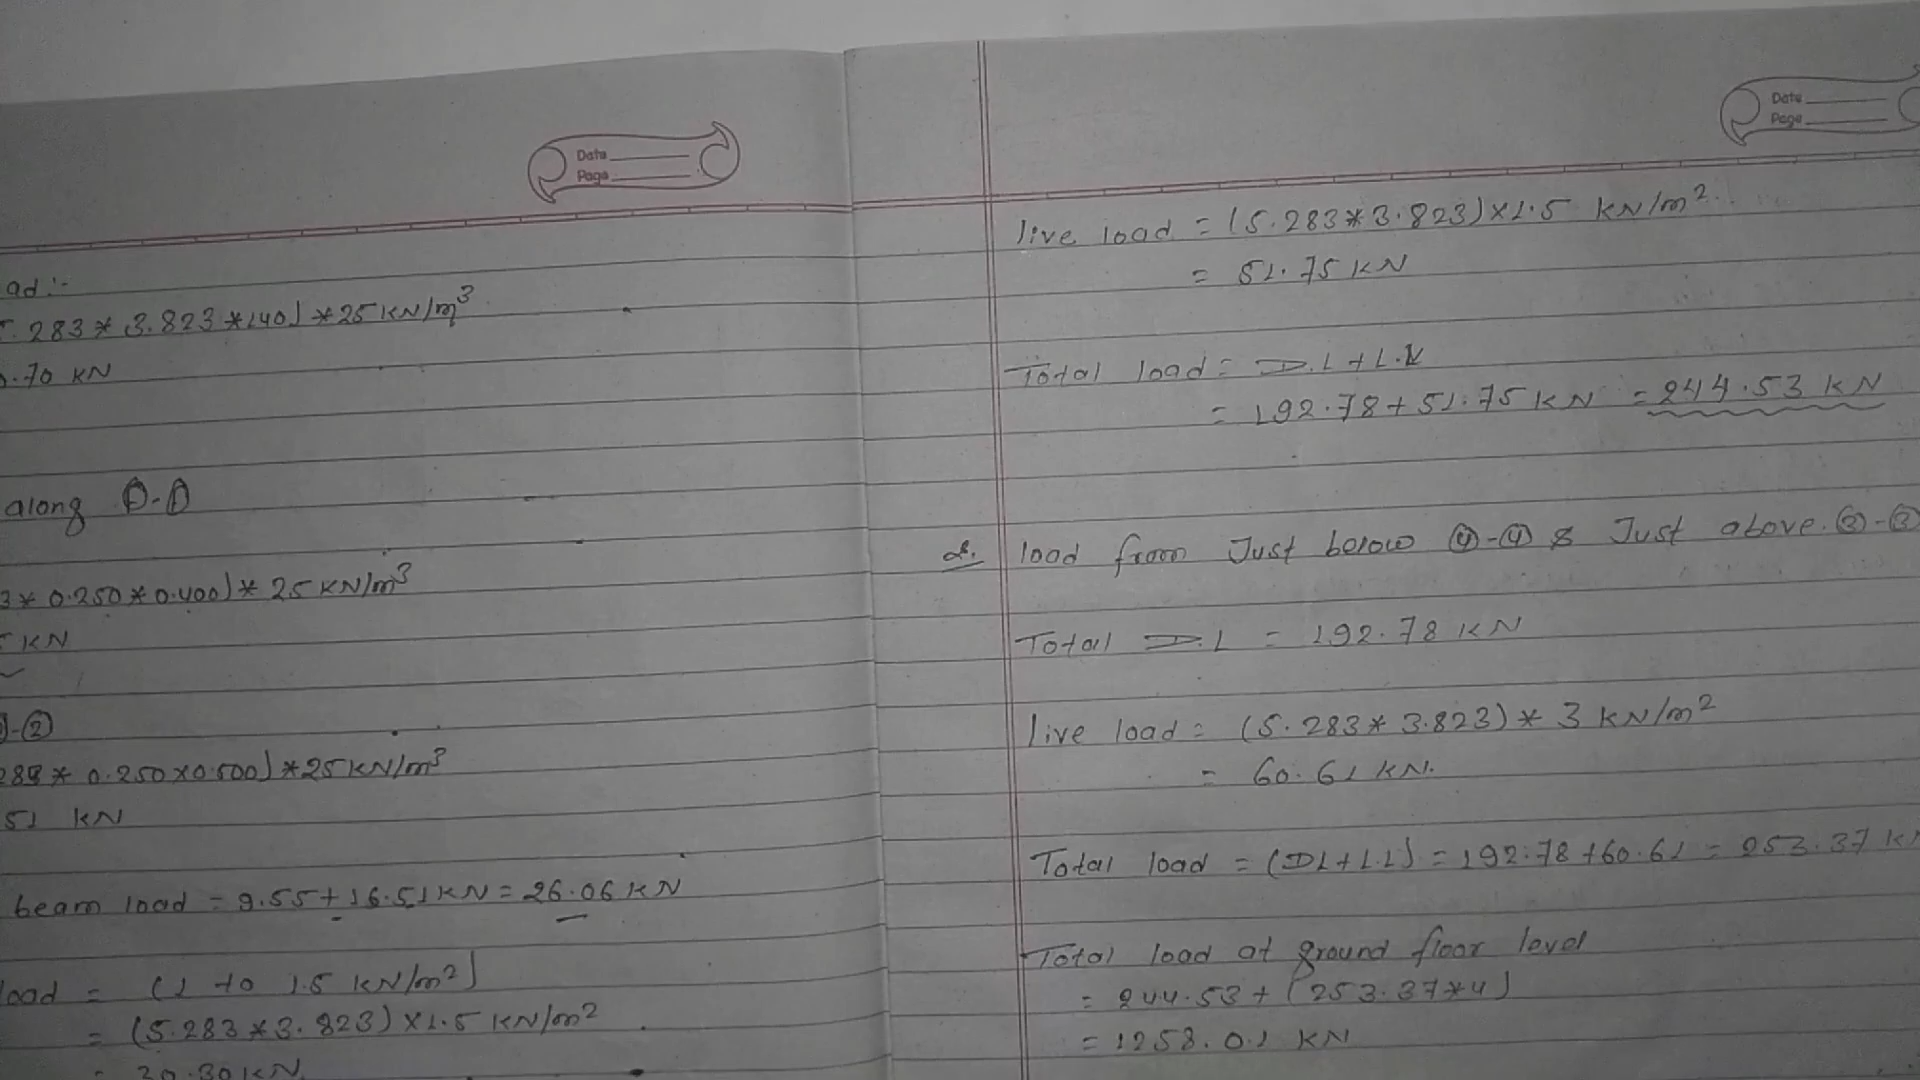 Date
Page
ad :-
.283 * 3.823 * 140) * 25 KN/m³
.70 KN
along D-D
3 * 0.250 * 0.400) * 25 KN/m³
KN
)-②
283 * 0.250 x 0.500) * 25 KN/m³
51 KN
beam load = 9.55 + 16.51 KN = 26.06 KN
load = (1 to 1.5 KN/m²)
= (5.283 * 3.823) x 1.5 KN/m²
= 30.30 KN
Date
Page
live load = (5.283 * 3.823) x 1.5 KN/m².
= 51.75 KN
Total load = D.L + L.L
= 192.78 + 51.75 KN = 244.53 KN
2. load from Just below ④-④ & Just above ③-③
Total D.L = 192.78 KN
live load = (5.283 * 3.823) * 3 KN/m²
= 60.61 KN.
Total load = (DL + L.L) = 192.78 + 60.61 = 253.37 K
Total load at ground floor level
= 244.53 + (253.37 * 4)
= 1258.01 KN